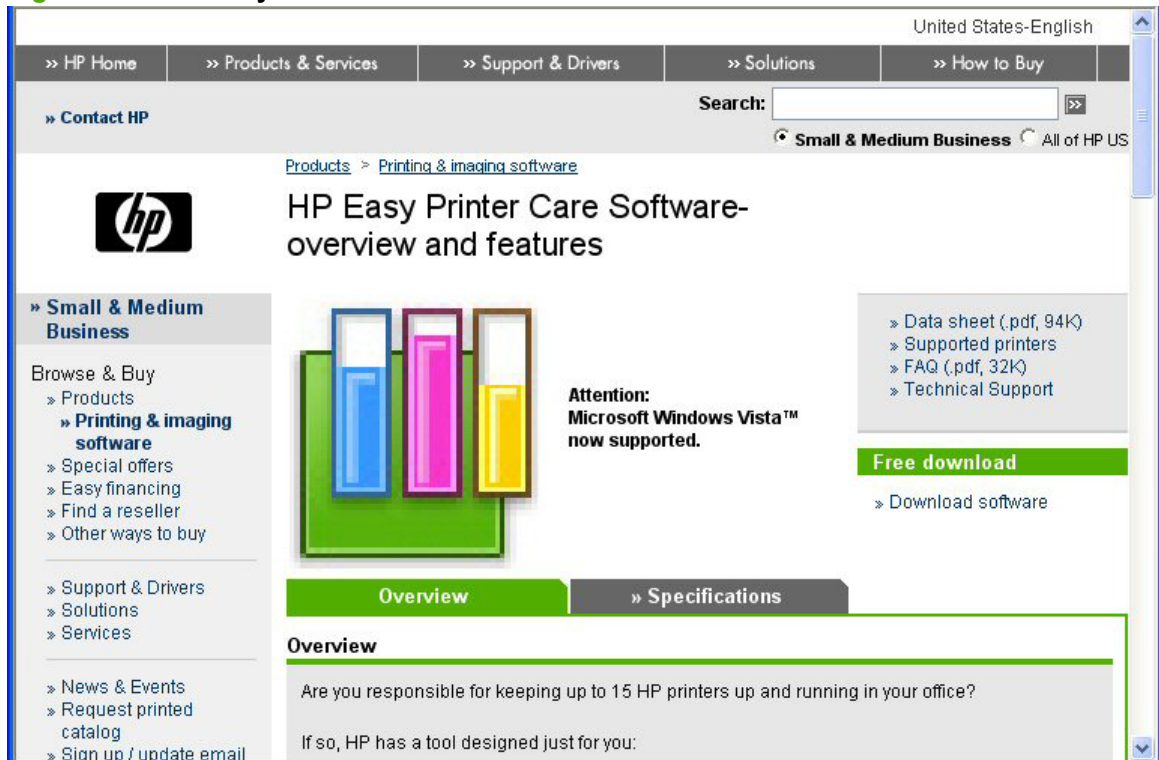 United States-English
» HP Home » Products & Services » Support & Drivers » Solutions » How to Buy
» Contact HP
Search:
»
Small & Medium Business All of HP US
Products > Printing & imaging software
hp
HP Easy Printer Care Software-
overview and features
» Small & Medium
Business
Browse & Buy
» Products
» Printing & imaging
software
» Special offers
» Easy financing
» Find a reseller
» Other ways to buy
» Support & Drivers
» Solutions
» Services
» News & Events
» Request printed
catalog
» Sign up / update email
Attention:
Microsoft Windows Vista™
now supported.
» Data sheet (.pdf, 94K)
» Supported printers
» FAQ (.pdf, 32K)
» Technical Support
Free download
» Download software
Overview » Specifications
Overview
Are you responsible for keeping up to 15 HP printers up and running in your office?
If so, HP has a tool designed just for you: